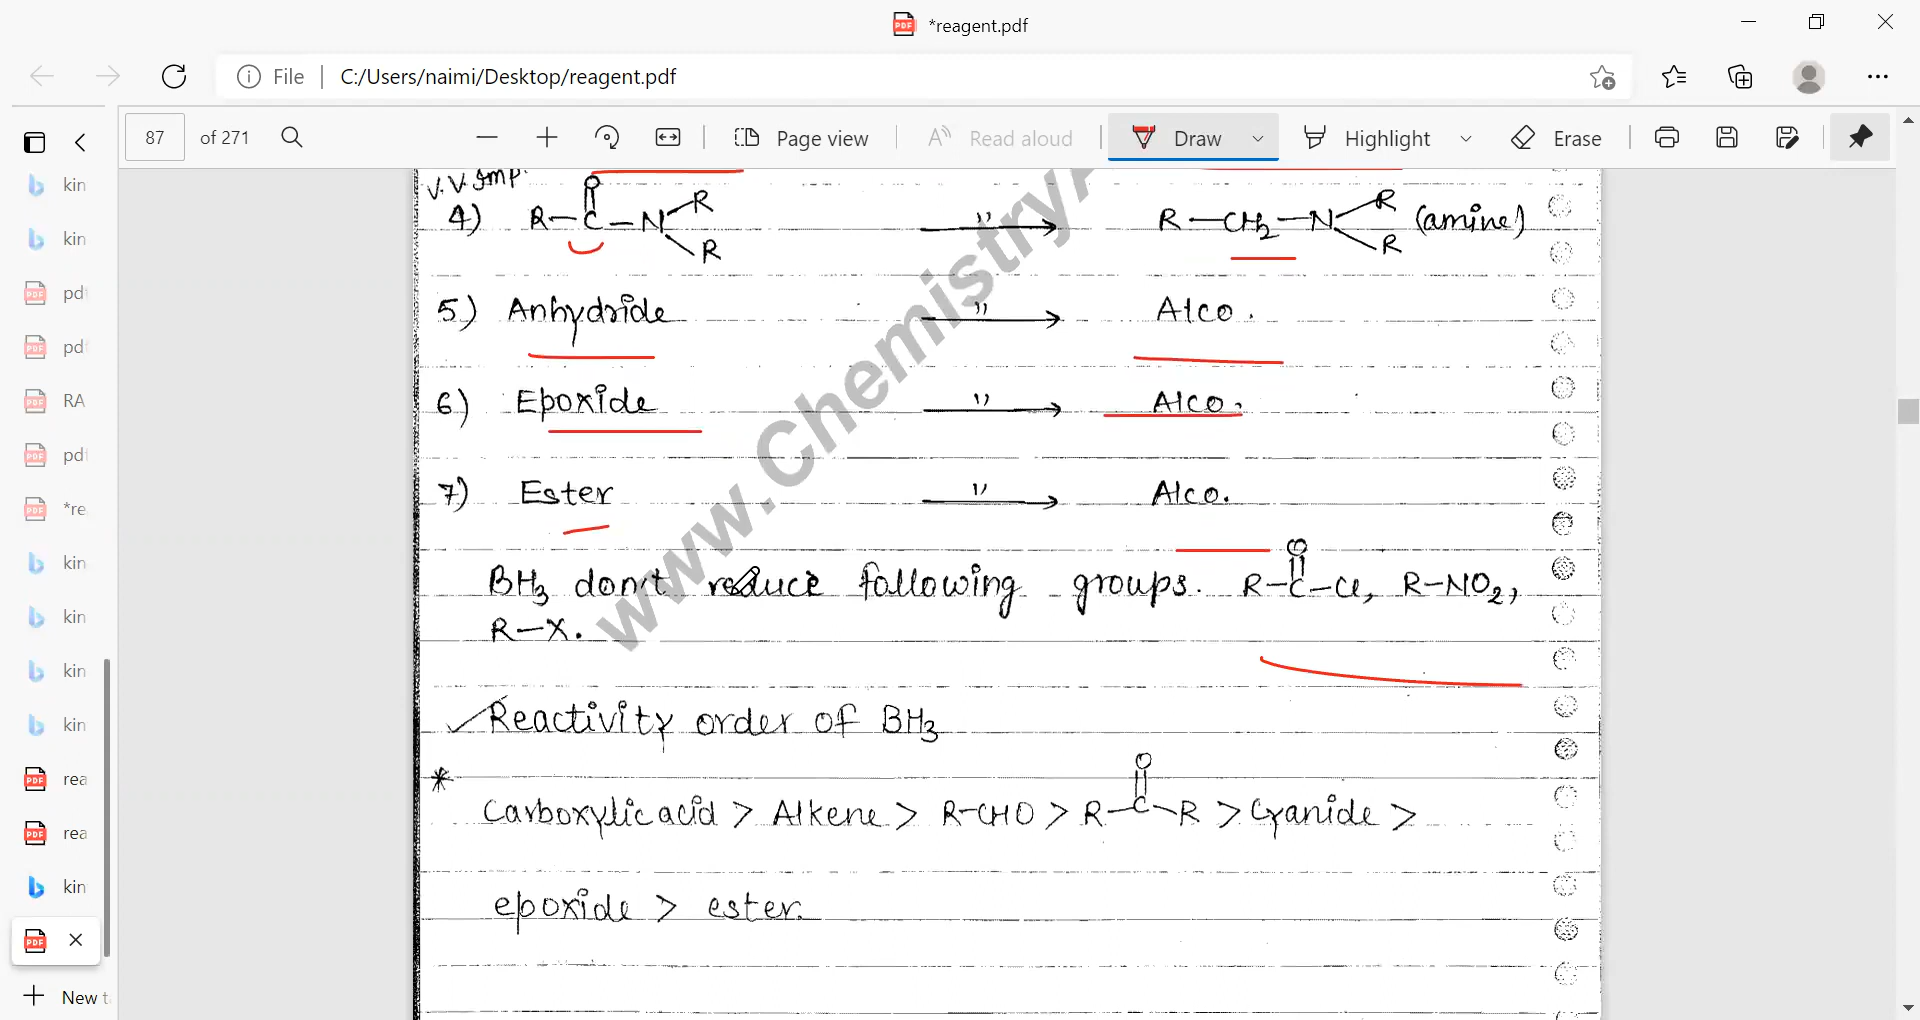 *reagent.pdf
File | C:/Users/naimi/Desktop/reagent.pdf
87 of 271 Page view Read aloud Draw Highlight Erase
kin
kin
pd
pd
RA
pd
*re
kin
kin
kin
kin
rea
rea
kin
New t
V.V.Imp.
4) R-C(=O)-N(R)(R) → R-CH2-N(R)(R) (amine)
5) Anhydride → Alco.
6) Epoxide → Alco.
7) Ester → Alco.
BH3 don't reduce following groups. R-C(=O)-Cl, R-NO2,
R-X.
✓Reactivity order of BH3
* Carboxylic acid > Alkene > R-CHO > R-C(=O)-R > Cyanide >
epoxide > ester.
www.ChemistryA